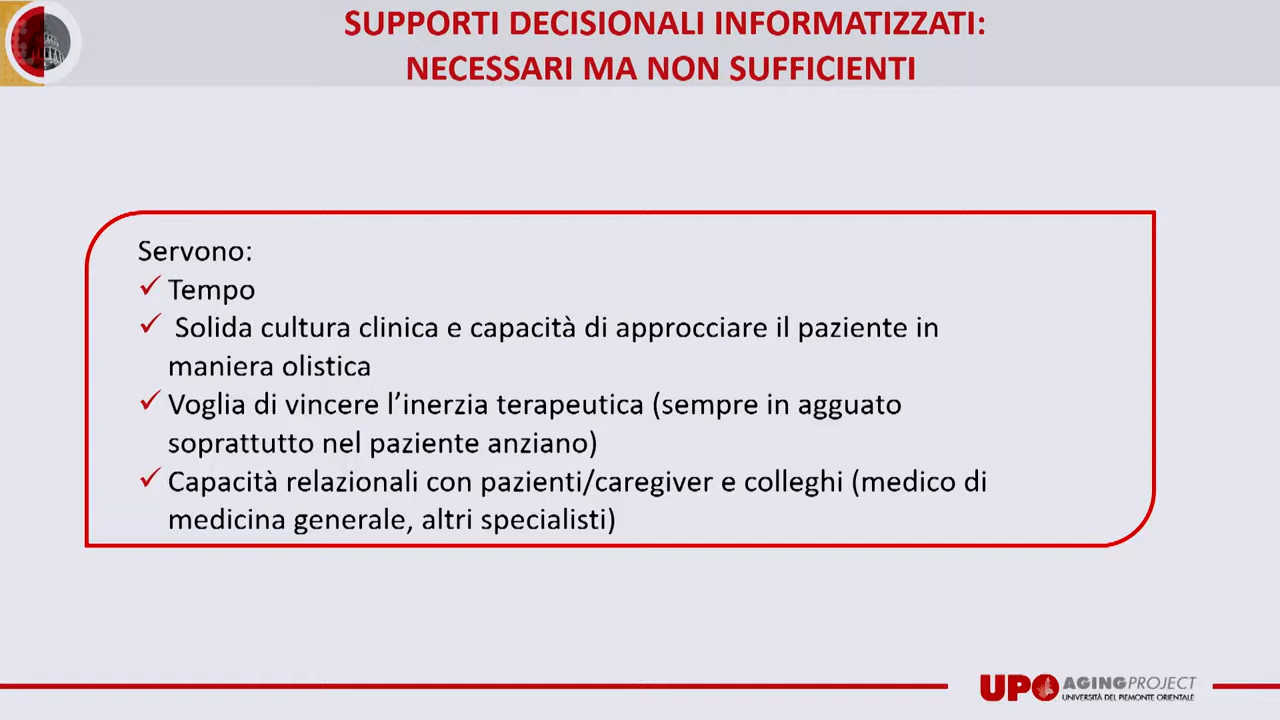 SUPPORTI DECISIONALI INFORMATIZZATI:
NECESSARI MA NON SUFFICIENTI
Servono:
✓ Tempo
✓ Solida cultura clinica e capacità di approcciare il paziente in
maniera olistica
✓ Voglia di vincere l’inerzia terapeutica (sempre in agguato
soprattutto nel paziente anziano)
✓ Capacità relazionali con pazienti/caregiver e colleghi (medico di
medicina generale, altri specialisti)
UPO AGINGPROJECT
UNIVERSITÀ DEL PIEMONTE ORIENTALE